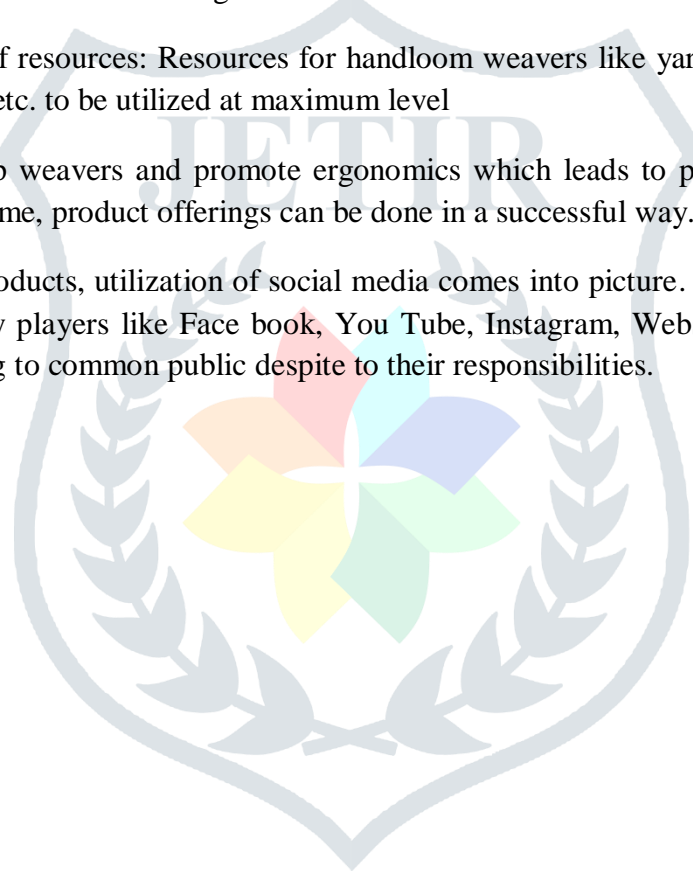 f resources: Resources for handloom weavers like yar
etc. to be utilized at maximum level
JETIR
p weavers and promote ergonomics which leads to p
me, product offerings can be done in a successful way.
oducts, utilization of social media comes into picture.
y players like Face book, You Tube, Instagram, Web
g to common public despite to their responsibilities.